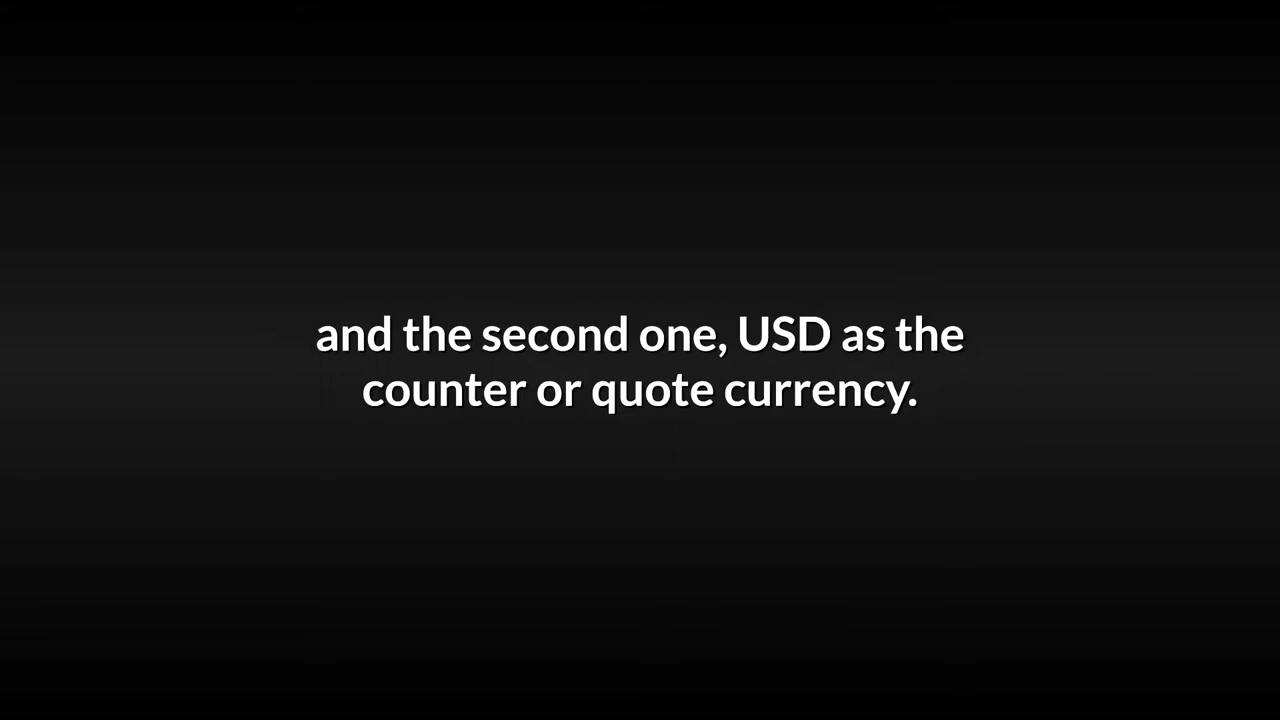 and the second one, USD as the
counter or quote currency.